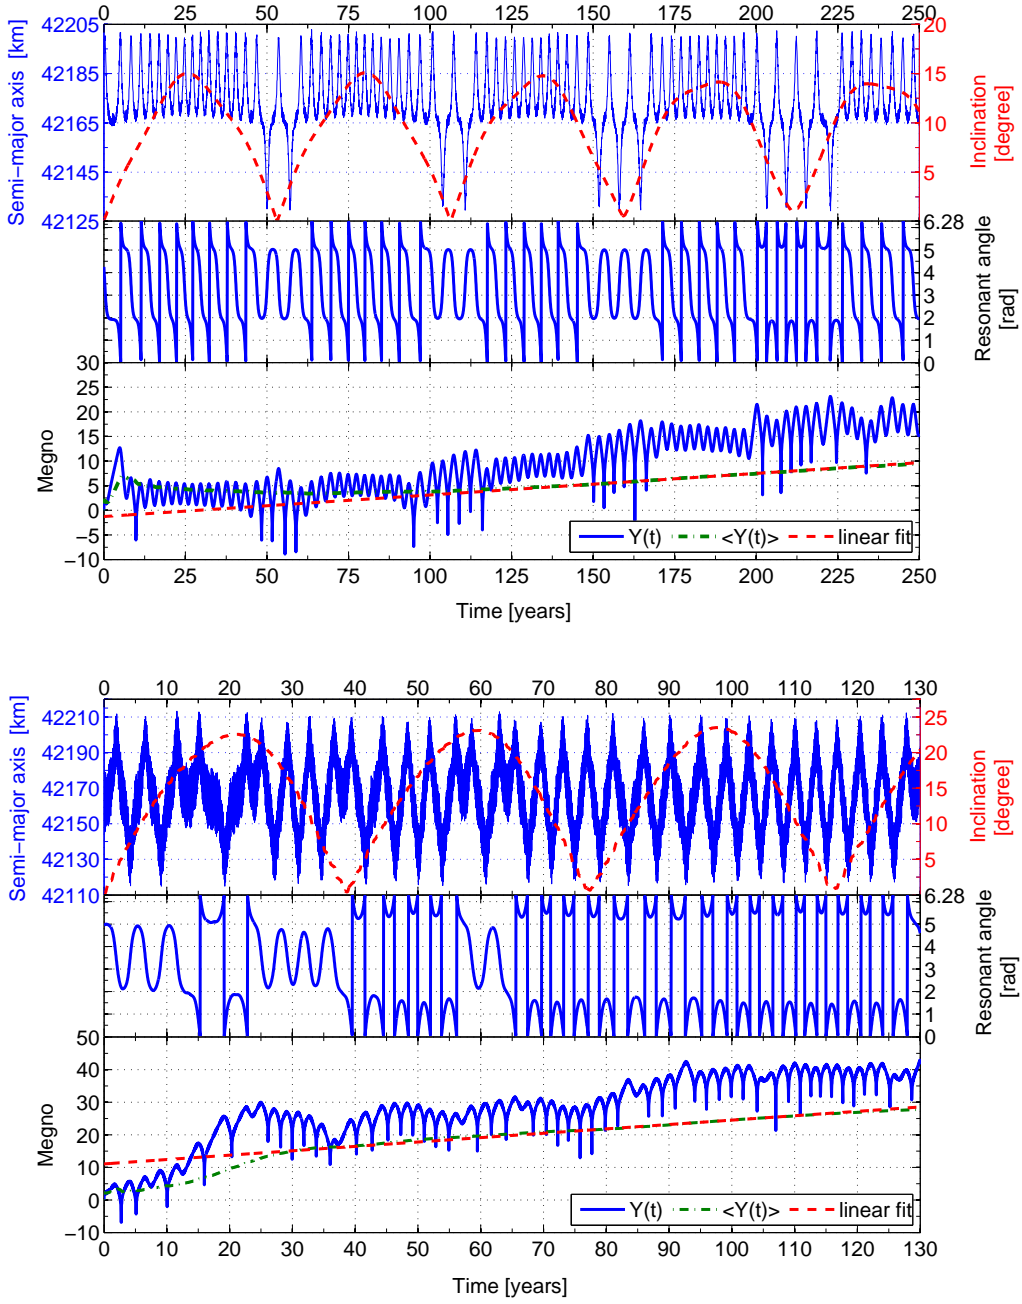 0 25 50 75 100 125 150 175 200 225 250
42205 20
42185 15
42165 10
42145 5
42125
Semi−major axis [km]
Inclination
[degree]
6.28
5
4
3
2
1
0
Resonant angle
[rad]
30
25
20
15
10
5
0
−5
−10
Megno
Y(t) <Y(t)> linear fit
0 25 50 75 100 125 150 175 200 225 250
Time [years]
0 10 20 30 40 50 60 70 80 90 100 110 120 130
42210 25
42190 20
42170 15
42150 10
42130 5
42110
Semi−major axis [km]
Inclination
[degree]
6.28
5
4
3
2
1
0
Resonant angle
[rad]
50
40
30
20
10
0
−10
Megno
Y(t) <Y(t)> linear fit
0 10 20 30 40 50 60 70 80 90 100 110 120 130
Time [years]